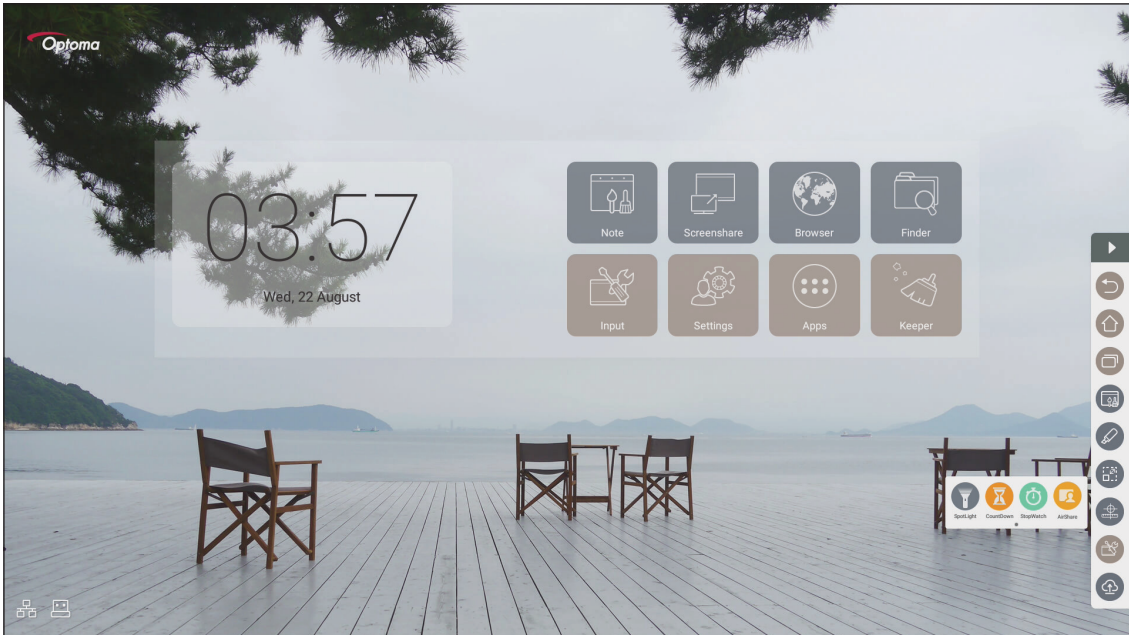 Optoma
03:57
Wed, 22 August
Note
Screenshare
Browser
Finder
Input
Settings
Apps
Keeper
SpotLight
CountDown
StopWatch
AirShare